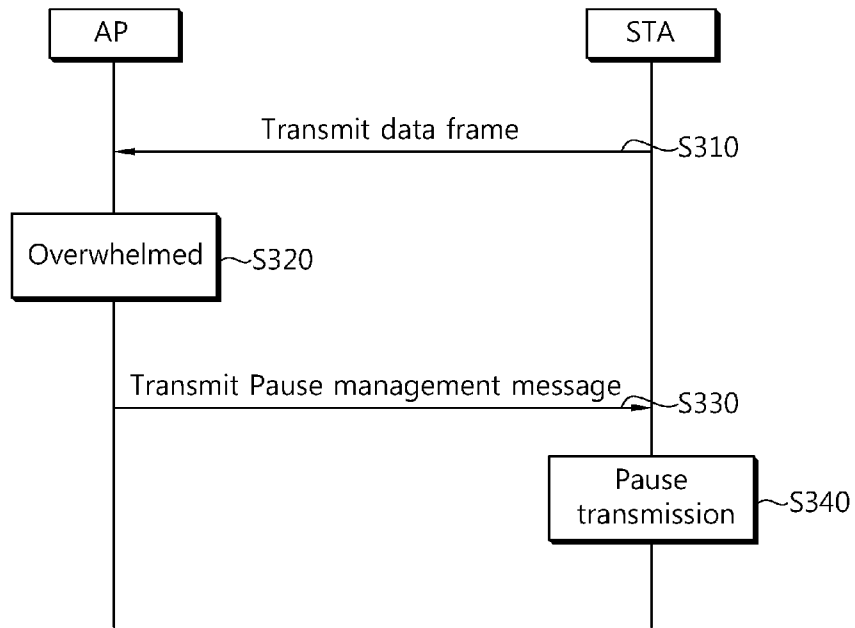 AP
STA
Transmit data frame
S310
Overwhelmed
S320
Transmit Pause management message
S330
Pause
transmission
S340